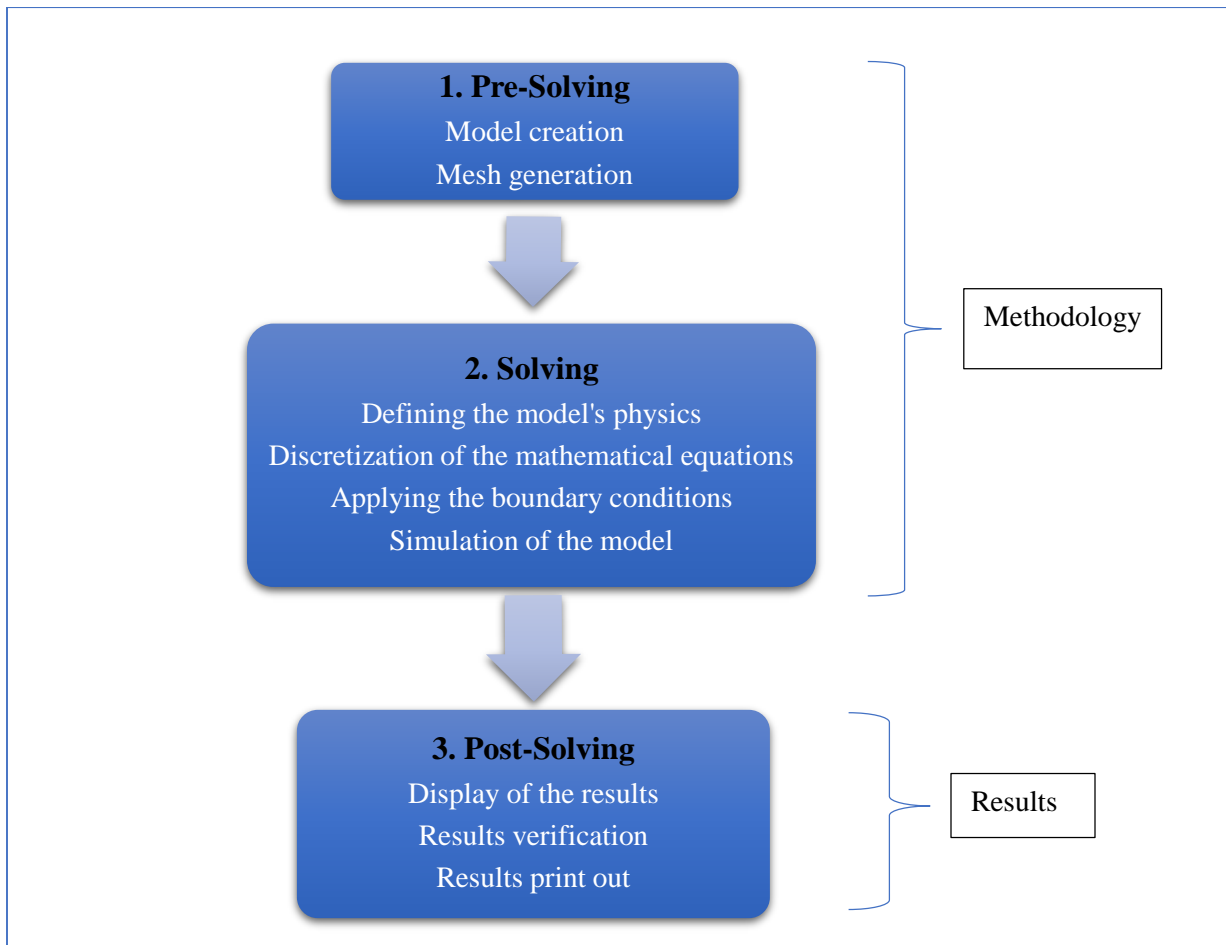 1. Pre-Solving
Model creation
Mesh generation
Methodology
2. Solving
Defining the model's physics
Discretization of the mathematical equations
Applying the boundary conditions
Simulation of the model
3. Post-Solving
Display of the results
Results verification
Results print out
Results